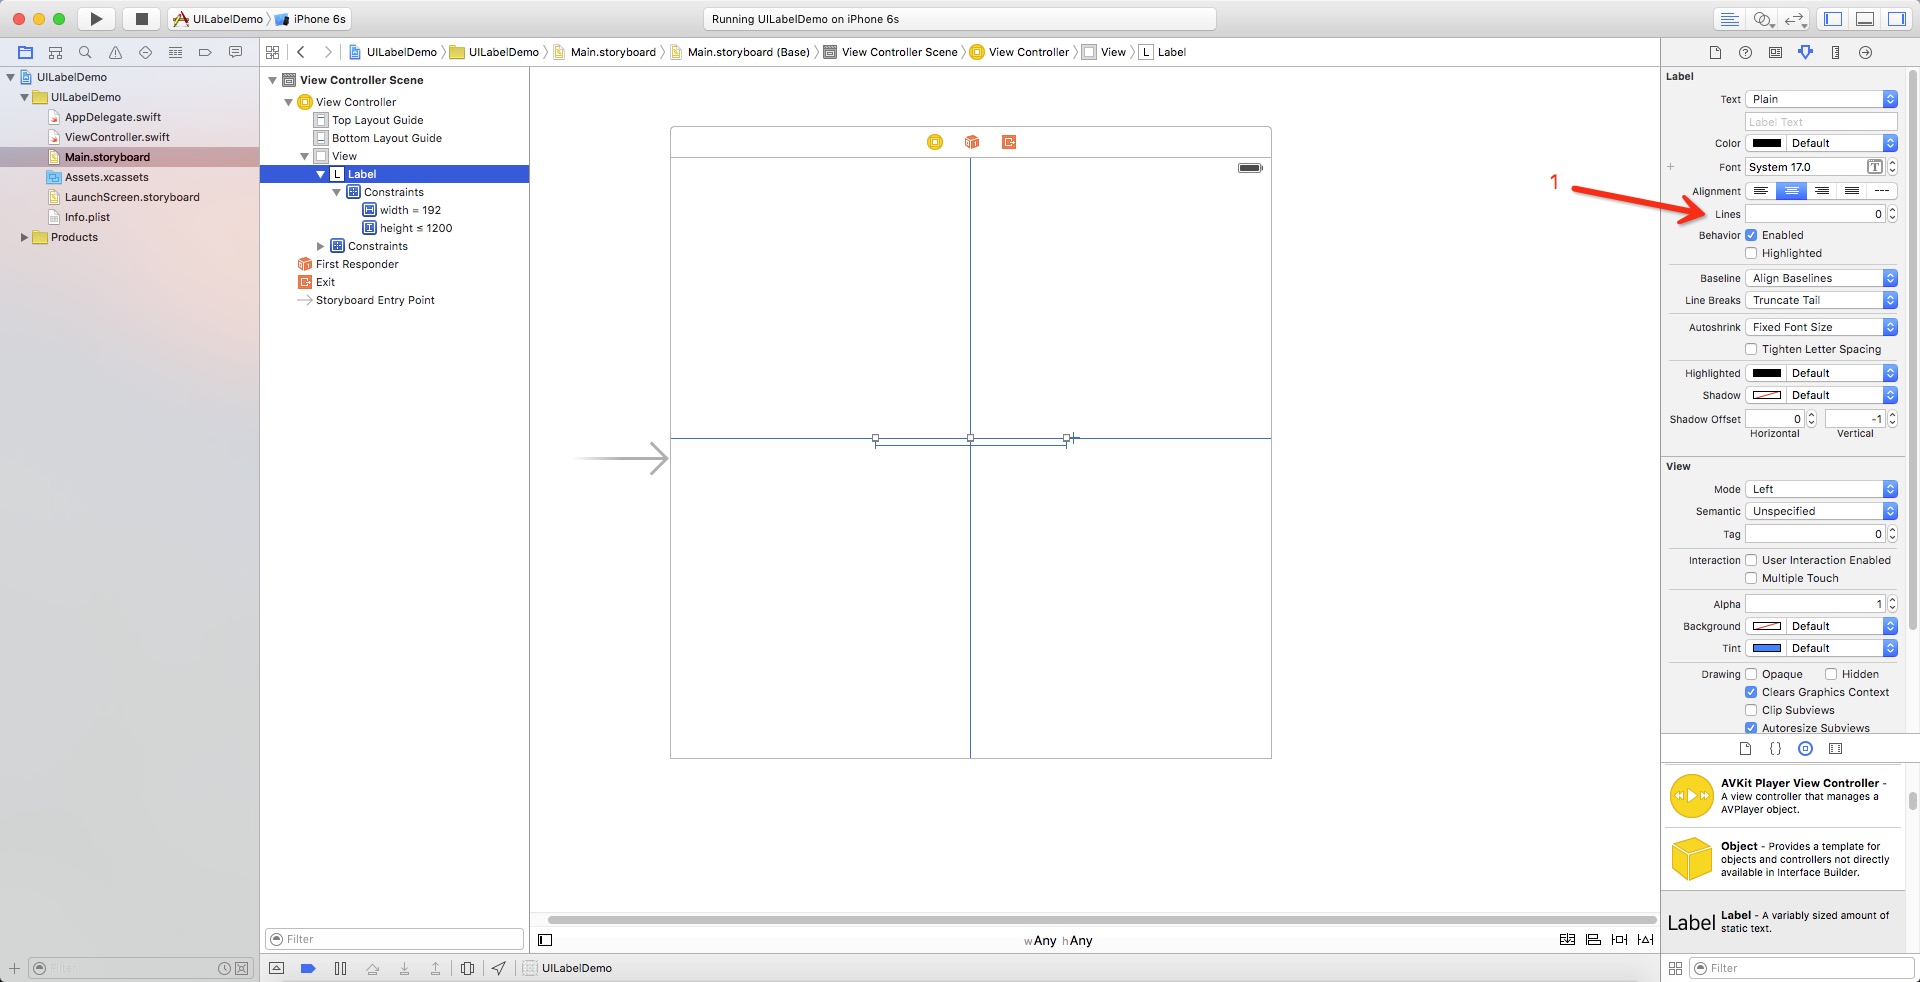 UILabelDemo iPhone 6s
Running UILabelDemo on iPhone 6s
UILabelDemo UILabelDemo Main.storyboard Main.storyboard (Base) View Controller Scene View Controller View L Label
UILabelDemo
UILabelDemo
AppDelegate.swift
ViewController.swift
Main.storyboard
Assets.xcassets
LaunchScreen.storyboard
Info.plist
Products
Filter
View Controller Scene
View Controller
Top Layout Guide
Bottom Layout Guide
View
L Label
Constraints
width = 192
height ≤ 1200
Constraints
First Responder
Exit
Storyboard Entry Point
Filter
1
wAny hAny
UILabelDemo
Label
Text Plain
Label Text
Color Default
Font System 17.0 T
Alignment
Lines 0
Behavior Enabled
Highlighted
Baseline Align Baselines
Line Breaks Truncate Tail
Autoshrink Fixed Font Size
Tighten Letter Spacing
Highlighted Default
Shadow Default
Shadow Offset 0 -1
Horizontal Vertical
View
Mode Left
Semantic Unspecified
Tag 0
Interaction User Interaction Enabled
Multiple Touch
Alpha 1
Background Default
Tint Default
Drawing Opaque Hidden
Clears Graphics Context
Clip Subviews
Autoresize Subviews
{}
AVKit Player View Controller -
A view controller that manages a
AVPlayer object.
Object - Provides a template for
objects and controllers not directly
available in Interface Builder.
Label Label - A variably sized amount of
static text.
Filter